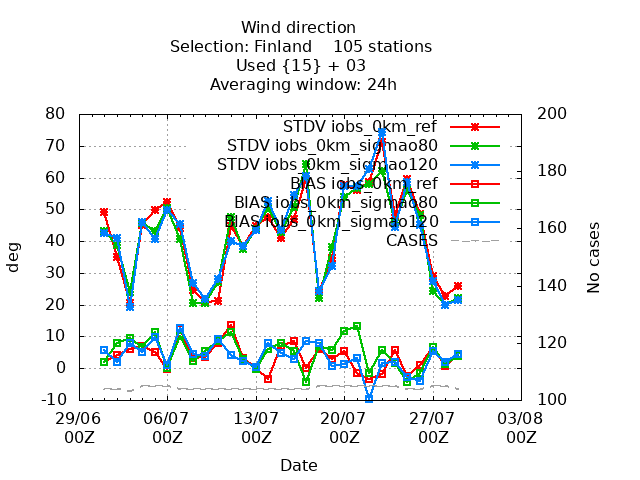 Wind direction
Selection: Finland    105 stations
Used {15} + 03
Averaging window: 24h
80 200
STDV iobs_0km_ref
STDV iobs_0km_sigmao80
STDV iobs_0km_sigmao120
BIAS iobs_0km_ref
BIAS iobs_0km_sigmao80
BIAS iobs_0km_sigmao120
CASES
70
60 180
50
40 160
30
20 140
10 120
0
-10 100
deg
No cases
29/06 06/07 13/07 20/07 27/07 03/08
00Z 00Z 00Z 00Z 00Z 00Z
Date